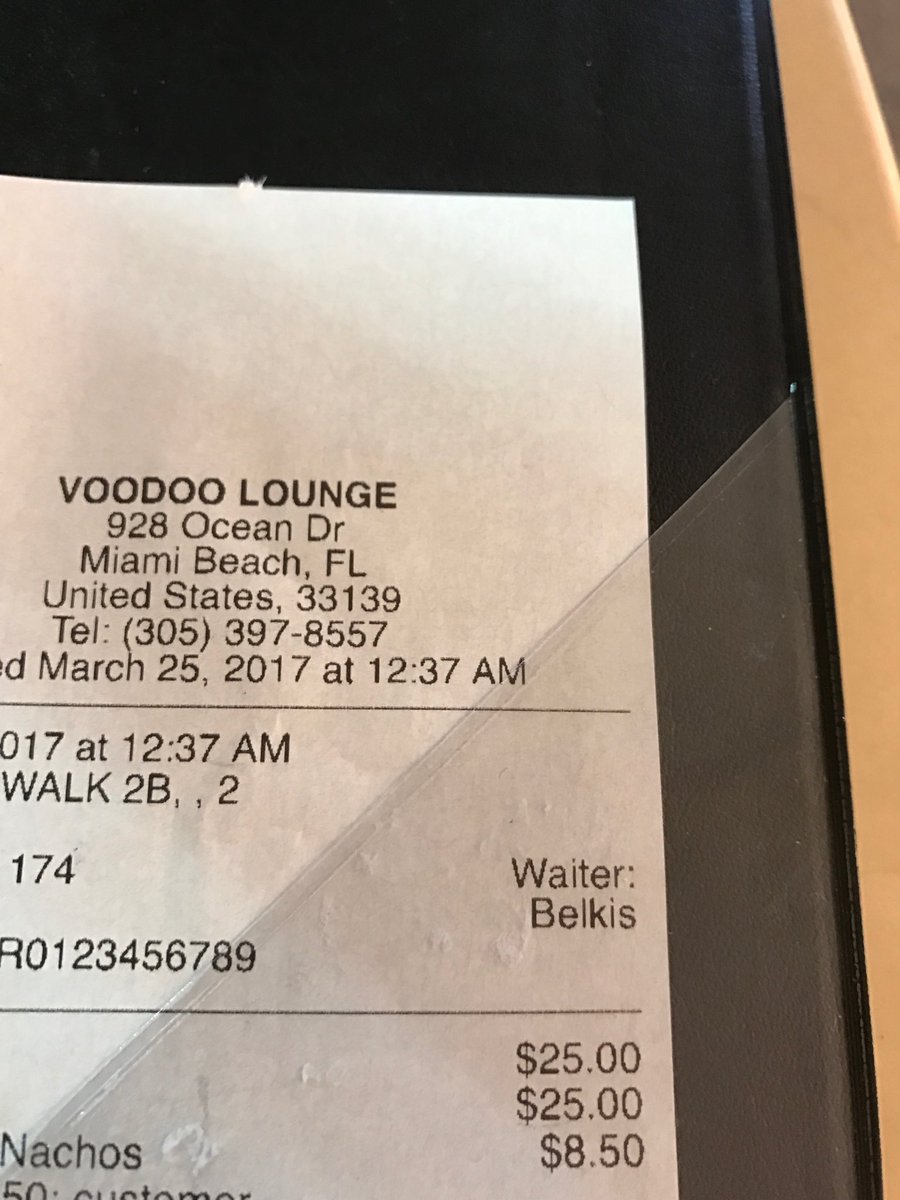 VOODOO LOUNGE
928 Ocean Dr
Miami Beach, FL
United States, 33139
Tel: (305) 397-8557
ed March 25, 2017 at 12:37 AM
017 at 12:37 AM
WALK 2B, , 2
174
Waiter:
Belkis
R0123456789
$25.00
$25.00
Nachos $8.50
50: customer